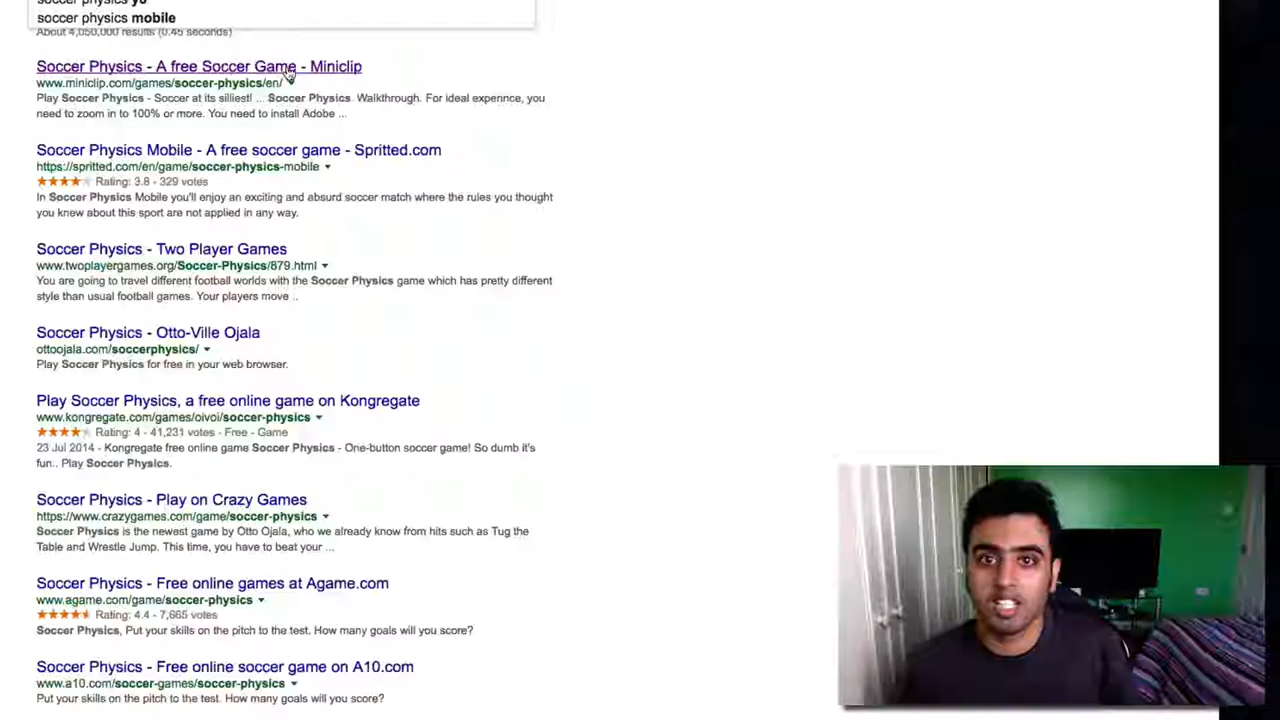 soccer physics yo
soccer physics mobile
About 4,050,000 results (0.45 seconds)
Soccer Physics - A free Soccer Game - Miniclip
www.miniclip.com/games/soccer-physics/en/
Play Soccer Physics - Soccer at its silliest! ... Soccer Physics. Walkthrough. For ideal experince, you
need to zoom in to 100% or more. You need to install Adobe ...
Soccer Physics Mobile - A free soccer game - Spritted.com
https://spritted.com/en/game/soccer-physics-mobile
Rating: 3.8 - 329 votes
In Soccer Physics Mobile you'll enjoy an exciting and absurd soccer match where the rules you thought
you knew about this sport are not applied in any way.
Soccer Physics - Two Player Games
www.twoplayergames.org/Soccer-Physics/879.html
You are going to travel different football worlds with the Soccer Physics game which has pretty different
style than usual football games. Your players move ..
Soccer Physics - Otto-Ville Ojala
ottoojala.com/soccerphysics/
Play Soccer Physics for free in your web browser.
Play Soccer Physics, a free online game on Kongregate
www.kongregate.com/games/oivoi/soccer-physics
Rating: 4 - 41,231 votes - Free - Game
23 Jul 2014 - Kongregate free online game Soccer Physics - One-button soccer game! So dumb it's
fun.. Play Soccer Physics.
Soccer Physics - Play on Crazy Games
https://www.crazygames.com/game/soccer-physics
Soccer Physics is the newest game by Otto Ojala, who we already know from hits such as Tug the
Table and Wrestle Jump. This time, you have to beat your ...
Soccer Physics - Free online games at Agame.com
www.agame.com/game/soccer-physics
Rating: 4.4 - 7,665 votes
Soccer Physics, Put your skills on the pitch to the test. How many goals will you score?
Soccer Physics - Free online soccer game on A10.com
www.a10.com/soccer-games/soccer-physics
Put your skills on the pitch to the test. How many goals will you score?